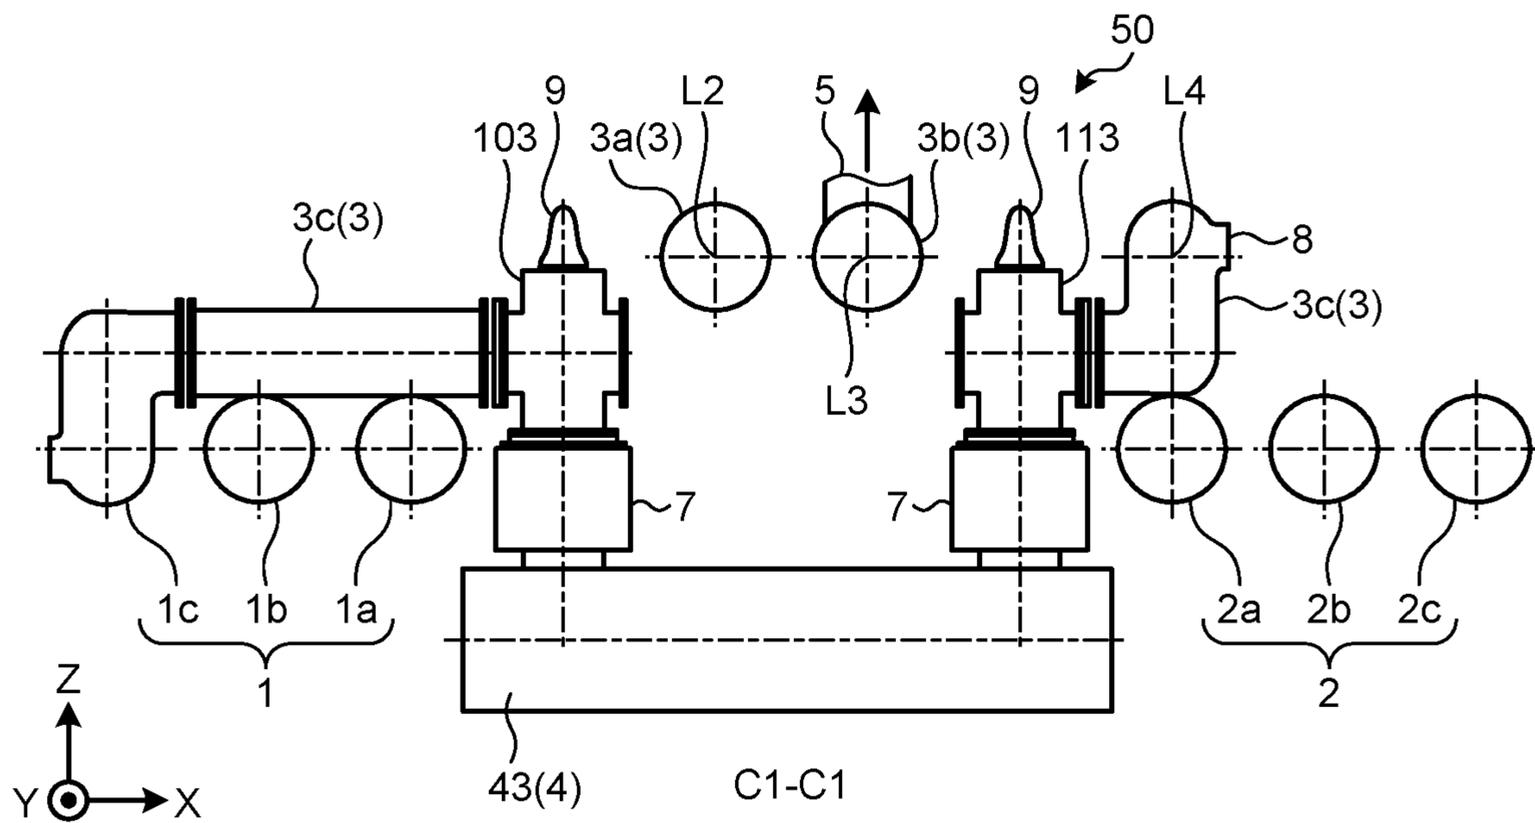 50
9 L2 5 9 L4
103 3a(3) 3b(3) 113
3c(3) 8
3c(3)
L3
7 7
1c 1b 1a 2a 2b 2c
1 2
Z
43(4) C1-C1
Y X